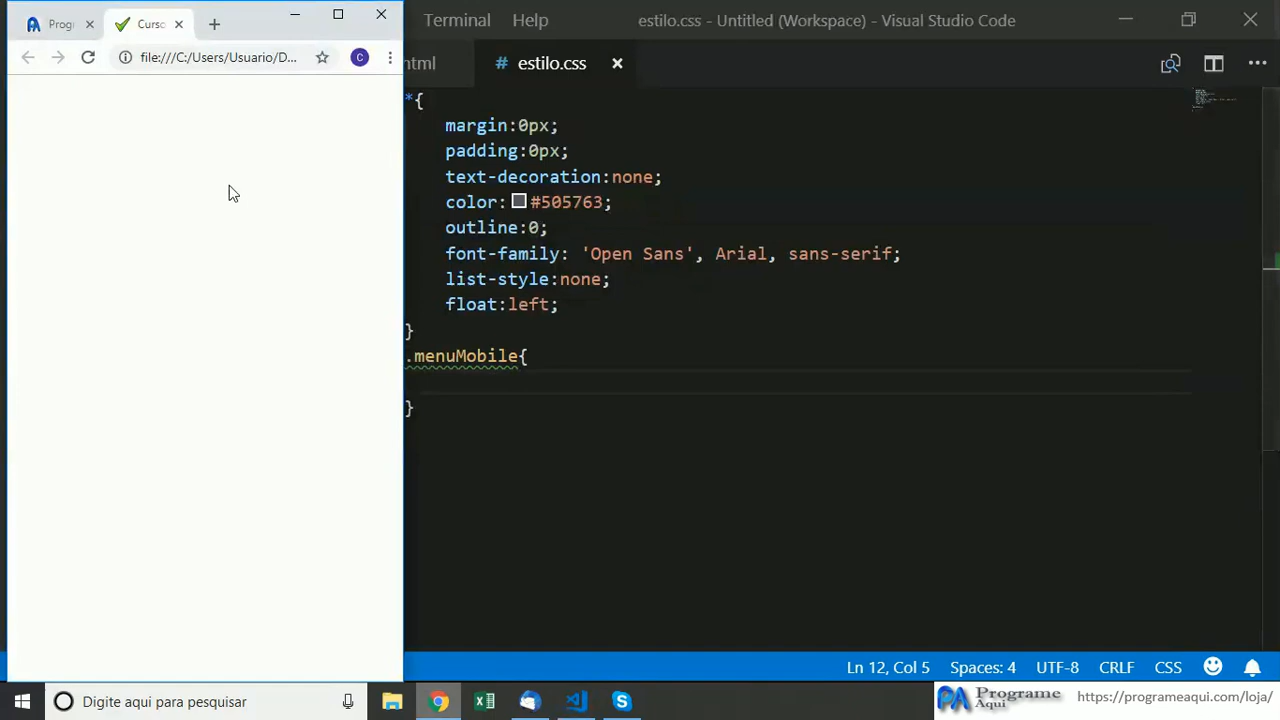 Progr
Curso
file:///C:/Users/Usuario/D...
C
Terminal Help
estilo.css - Untitled (Workspace) - Visual Studio Code
html
# estilo.css
*{
margin:0px;
padding:0px;
text-decoration:none;
color: #505763;
outline:0;
font-family: 'Open Sans', Arial, sans-serif;
list-style:none;
float:left;
}
.menuMobile{
}
Ln 12, Col 5 Spaces: 4 UTF-8 CRLF CSS
Digite aqui para pesquisar
PA Programe Aqui
https://programeaqui.com/loja/